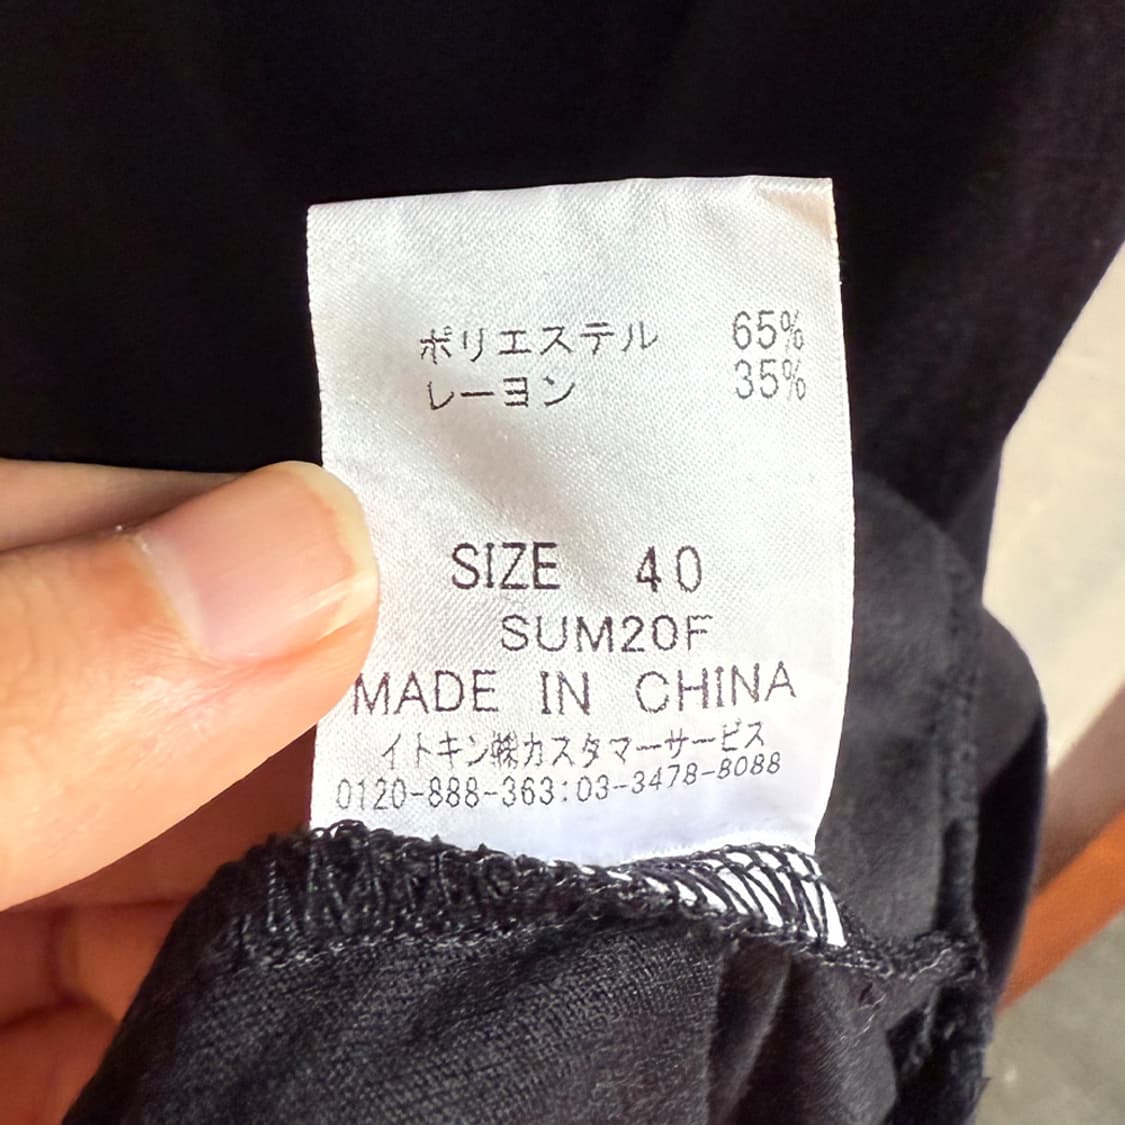 ポリエステル 65%
レーヨン 35%
SIZE 40
SUM20F
MADE IN CHINA
イトキン㈱カスタマーサービス
0120-888-363:03-3478-8088